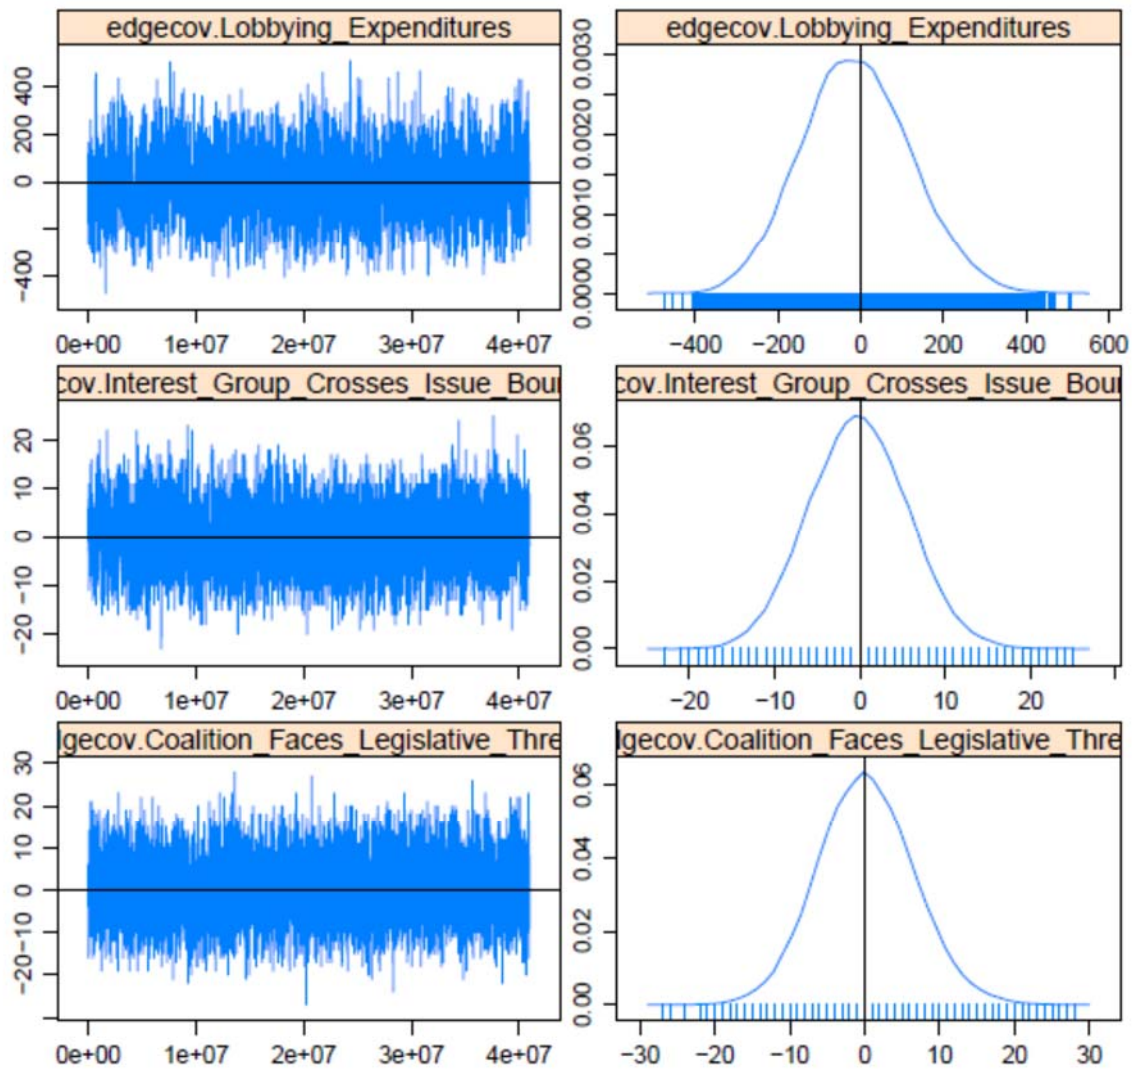 edgecov.Lobbying_Expenditures
edgecov.Lobbying_Expenditures
400
200
0
−400
0e+00 1e+07 2e+07 3e+07 4e+07
0.0030
0.0020
0.0010
0.0000
−400 −200 0 200 400 600
cov.Interest_Group_Crosses_Issue_Bour
cov.Interest_Group_Crosses_Issue_Bour
20
10
0
−10
−20
0e+00 1e+07 2e+07 3e+07 4e+07
0.06
0.04
0.02
0.00
−20 −10 0 10 20
lgecov.Coalition_Faces_Legislative_Thre
lgecov.Coalition_Faces_Legislative_Thre
30
20
10
0
−10
−20
0e+00 1e+07 2e+07 3e+07 4e+07
0.06
0.04
0.02
0.00
−30 −20 −10 0 10 20 30